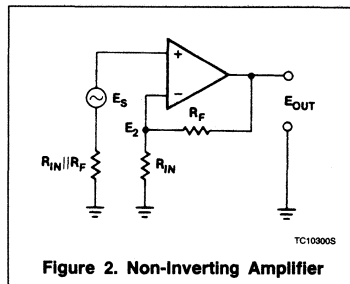 +
−
E_S
R_F
E_OUT
E_2
R_IN||R_F
R_IN
TC10300S
Figure 2. Non-Inverting Amplifier